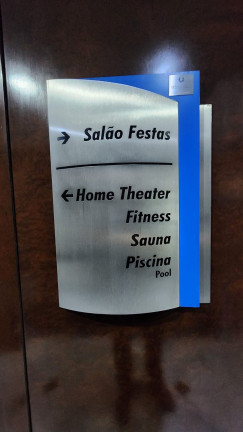 → Salão Festas
← Home Theater
Fitness
Sauna
Piscina
Pool